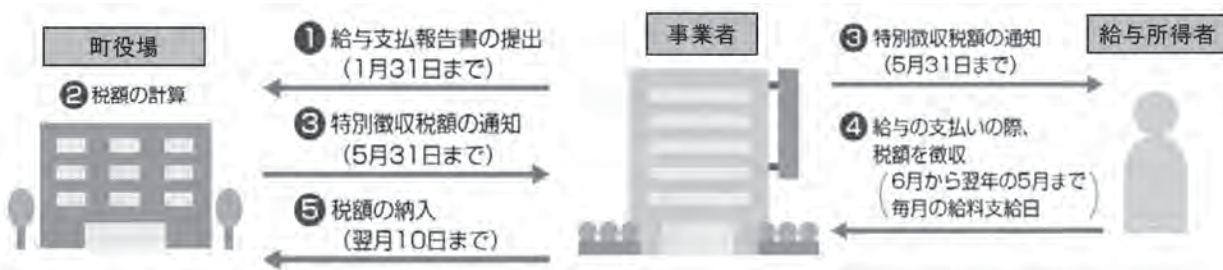 町役場
❷税額の計算
❶給与支払報告書の提出
(1月31日まで)
❸特別徴収税額の通知
(5月31日まで)
❺税額の納入
(翌月10日まで)
事業者
❸特別徴収税額の通知
(5月31日まで)
❹給与の支払いの際、
税額を徴収
(6月から翌年の5月まで
毎月の給料支給日)
給与所得者